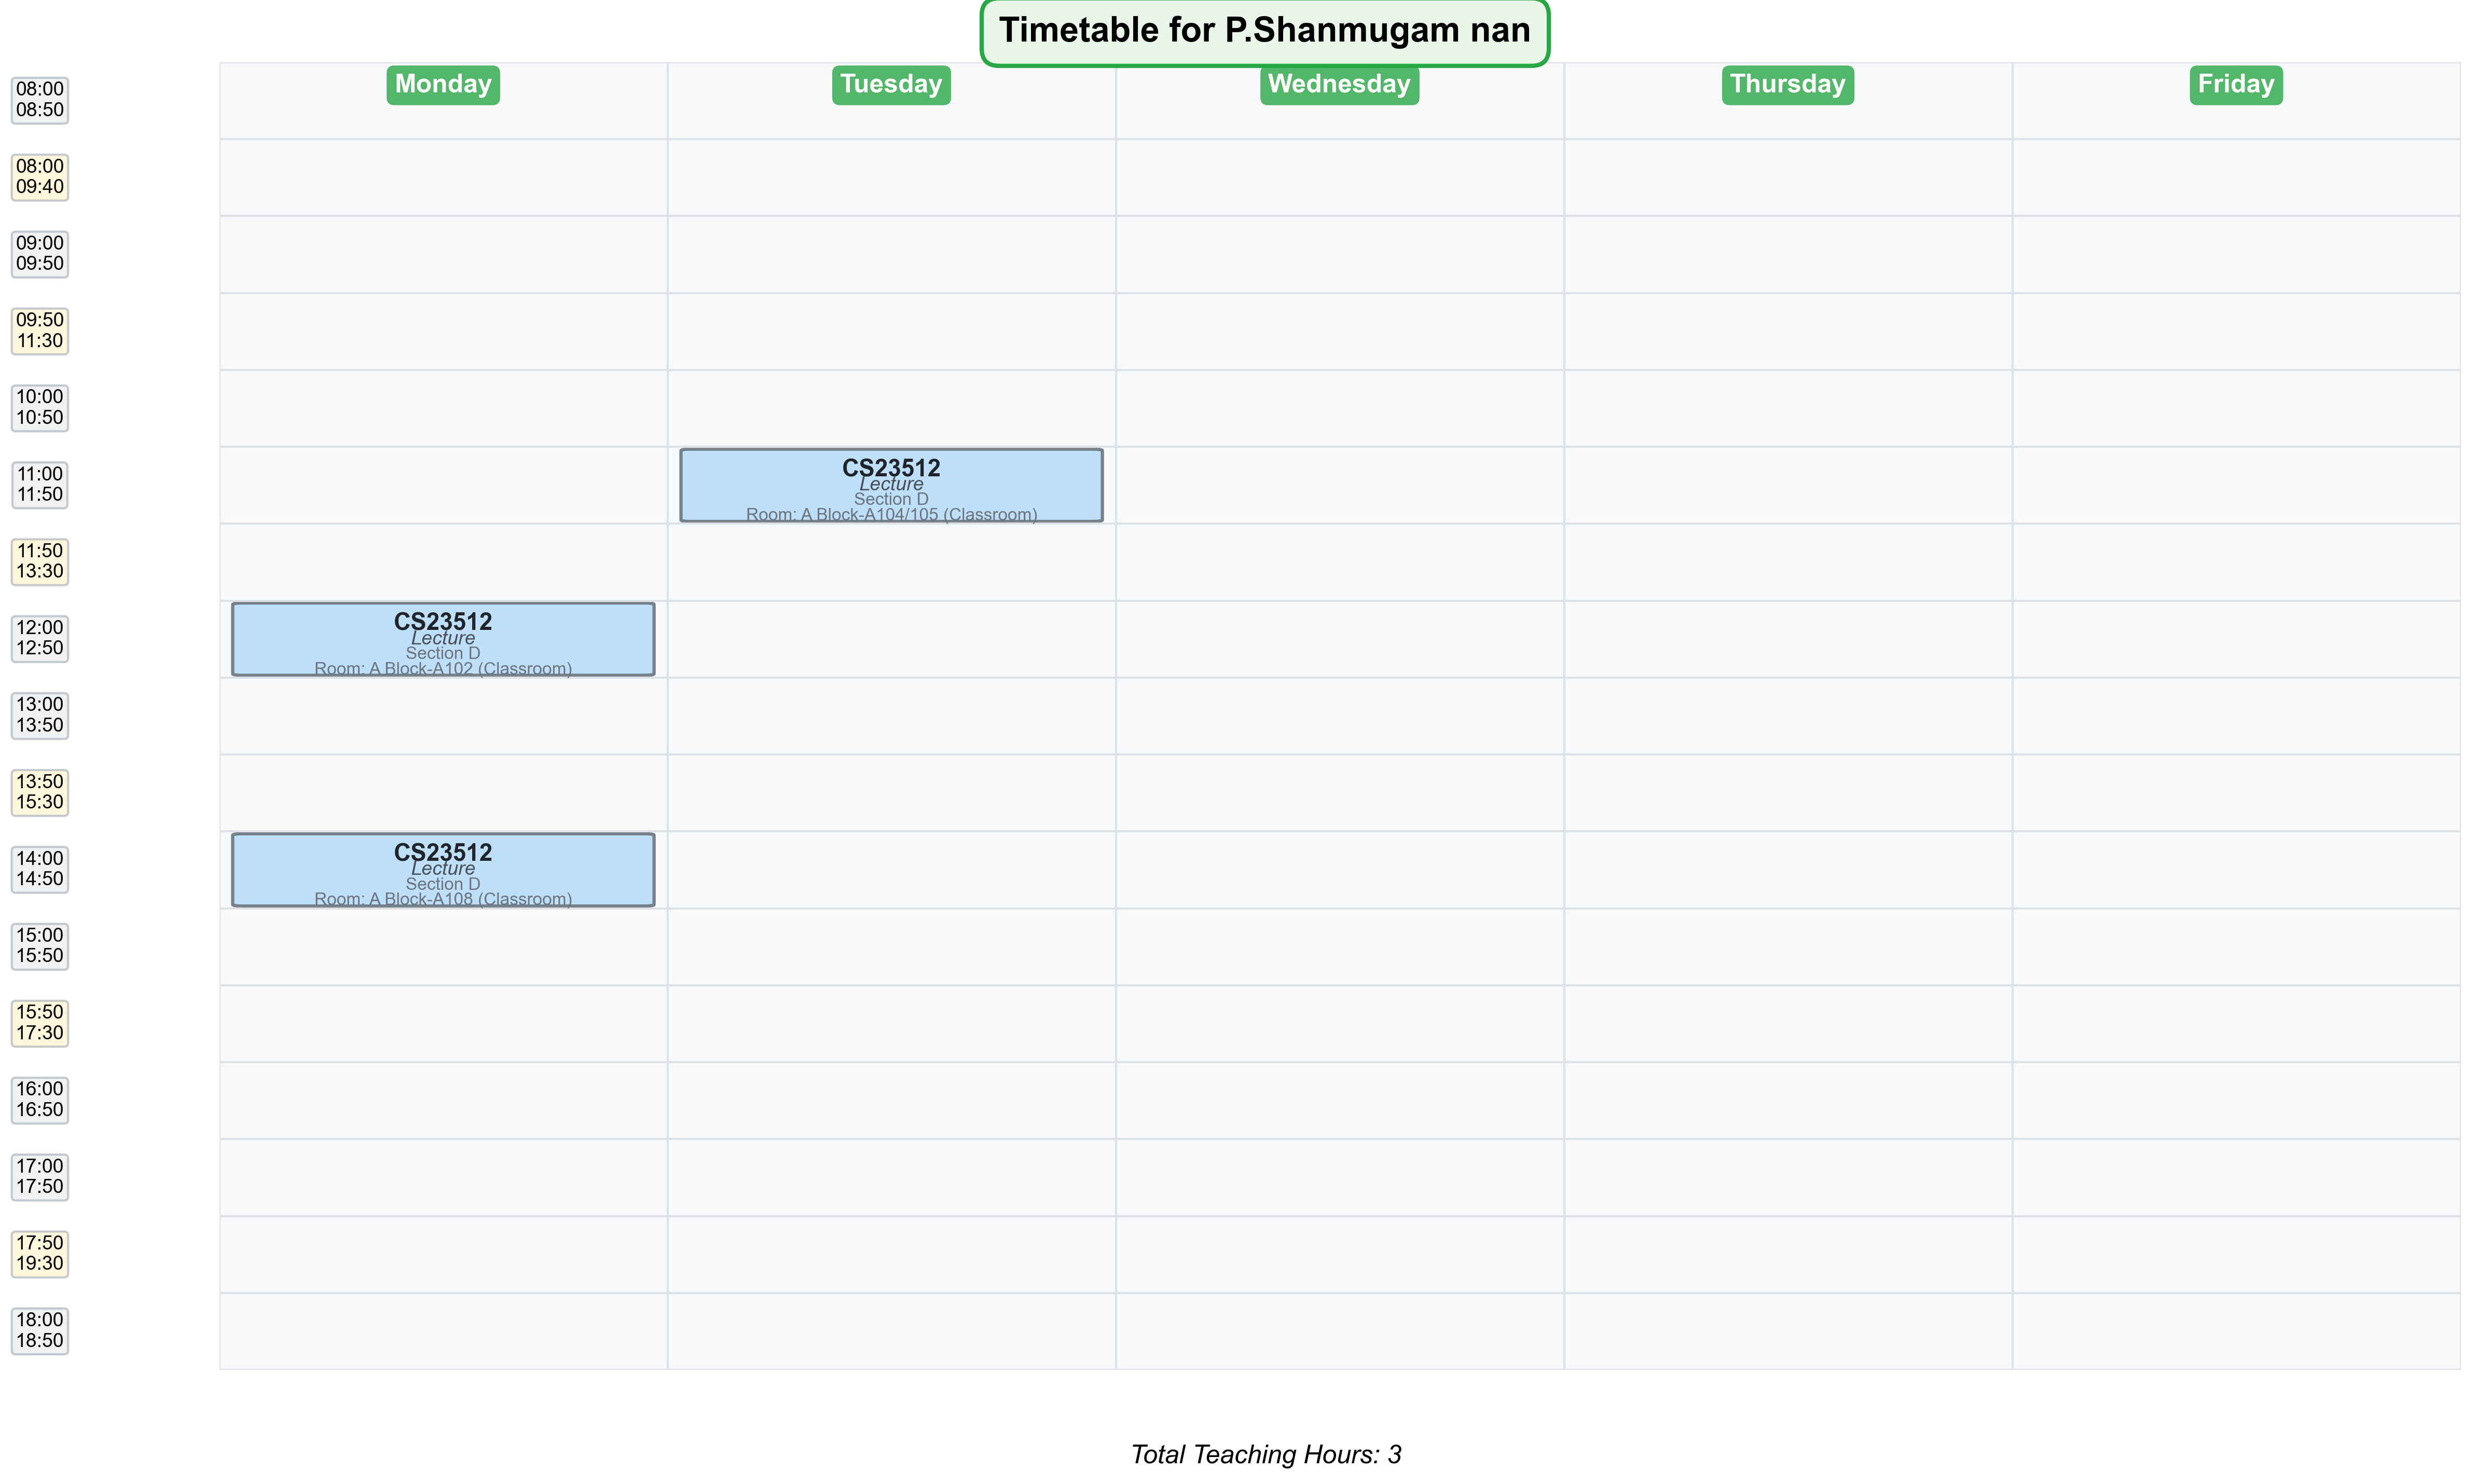 Timetable for P.Shanmugam nan
Monday Tuesday Wednesday Thursday Friday
08:00
08:50
08:00
09:40
09:00
09:50
09:50
11:30
10:00
10:50
11:00
11:50
CS23512
Lecture
Section D
Room: A Block-A104/105 (Classroom)
11:50
13:30
12:00
12:50
CS23512
Lecture
Section D
Room: A Block-A102 (Classroom)
13:00
13:50
13:50
15:30
14:00
14:50
CS23512
Lecture
Section D
Room: A Block-A108 (Classroom)
15:00
15:50
15:50
17:30
16:00
16:50
17:00
17:50
17:50
19:30
18:00
18:50
Total Teaching Hours: 3